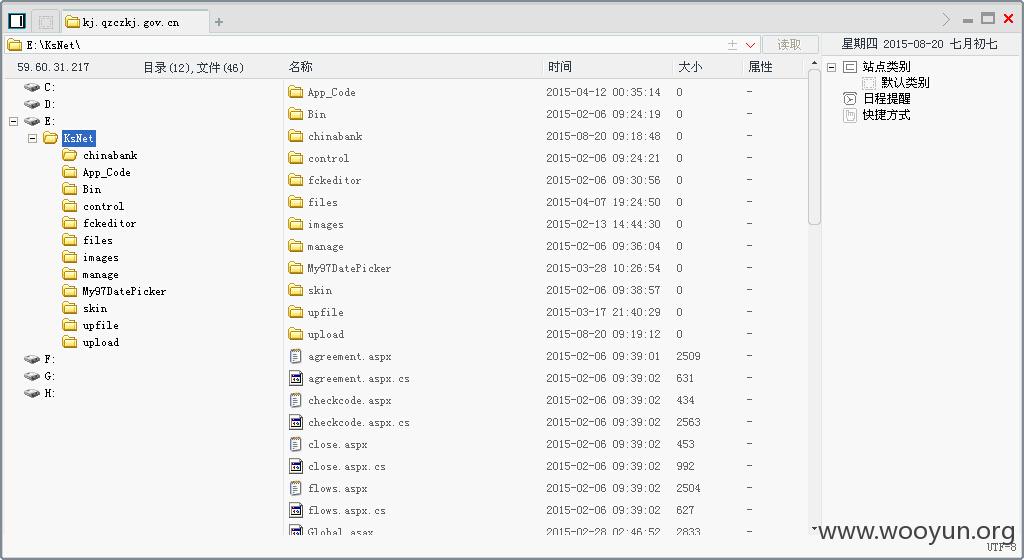 kj.qzczkj.gov.cn
E:\KsNet\
读取
星期四 2015-08-20 七月初七
59.60.31.217 目录(12),文件(46)
名称 时间 大小 属性
站点类别
默认类别
日程提醒
快捷方式
C:
D:
E:
KsNet
chinabank
App_Code
Bin
control
fckeditor
files
images
manage
My97DatePicker
skin
upfile
upload
F:
G:
H:
App_Code 2015-04-12 00:35:14 0 -
Bin 2015-02-06 09:24:19 0 -
chinabank 2015-08-20 09:18:48 0 -
control 2015-02-06 09:24:21 0 -
fckeditor 2015-02-06 09:30:56 0 -
files 2015-04-07 19:24:50 0 -
images 2015-02-13 14:44:30 0 -
manage 2015-02-06 09:36:04 0 -
My97DatePicker 2015-03-28 10:26:54 0 -
skin 2015-02-06 09:38:57 0 -
upfile 2015-03-17 21:40:29 0 -
upload 2015-08-20 09:19:12 0 -
agreement.aspx 2015-02-06 09:39:01 2509 -
agreement.aspx.cs 2015-02-06 09:39:02 631 -
checkcode.aspx 2015-02-06 09:39:02 434 -
checkcode.aspx.cs 2015-02-06 09:39:02 2563 -
close.aspx 2015-02-06 09:39:02 453 -
close.aspx.cs 2015-02-06 09:39:02 992 -
flows.aspx 2015-02-06 09:39:02 2504 -
flows.aspx.cs 2015-02-06 09:39:02 627 -
Global.asax 2015-02-28 02:46:52 2833 -
www.wooyun.org
UTF-8